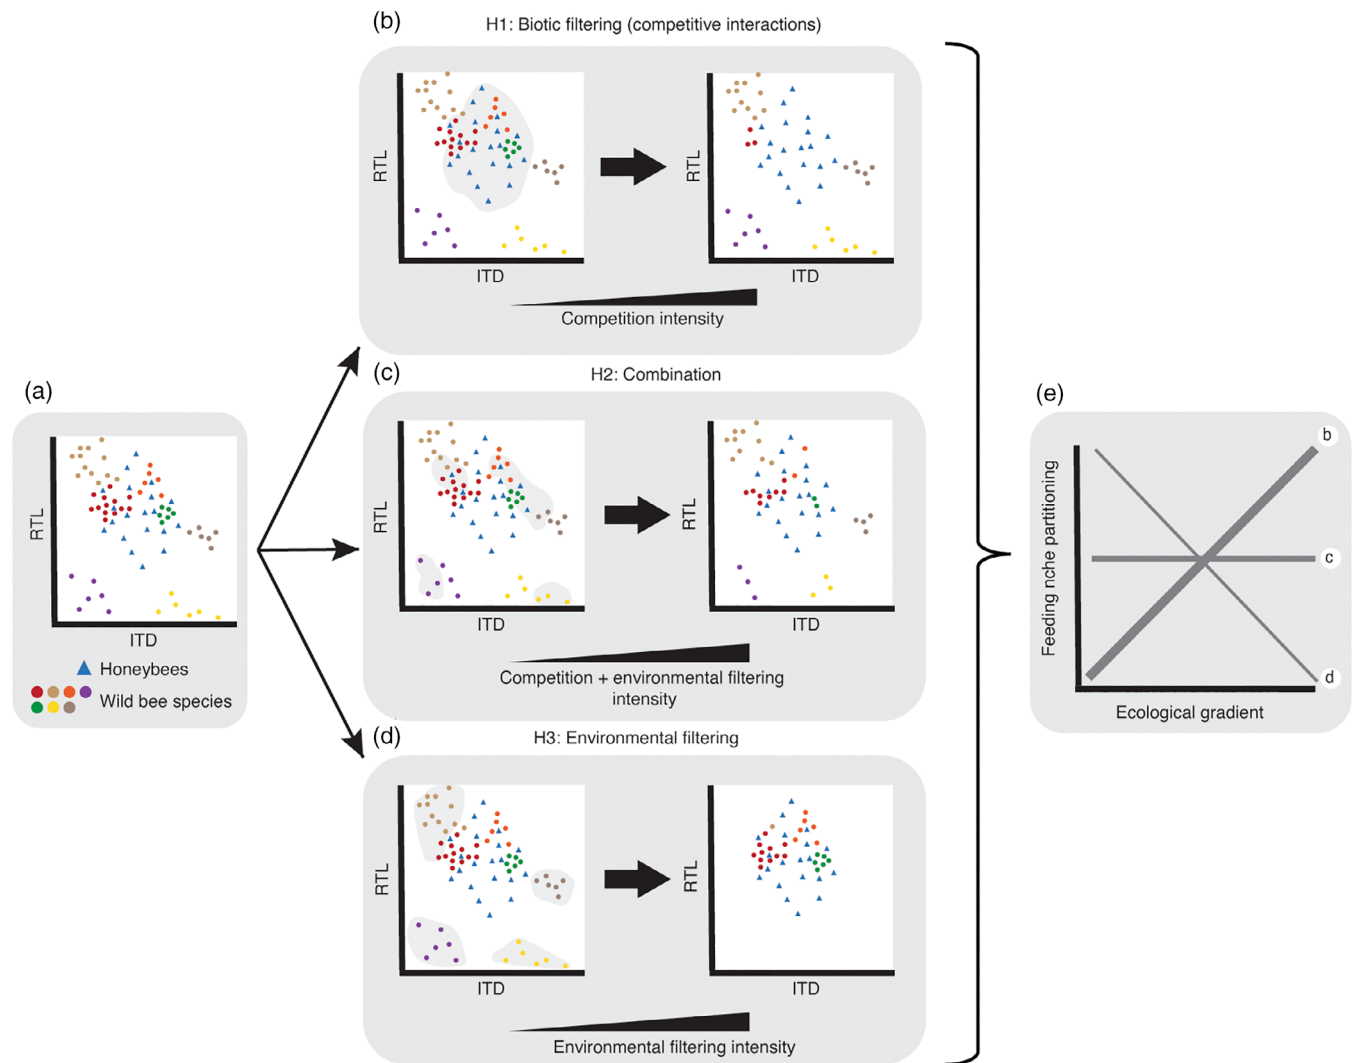 (a)
RTL
ITD
Honeybees
Wild bee species
(b)
H1: Biotic filtering (competitive interactions)
RTL
ITD
RTL
ITD
Competition intensity
(c)
H2: Combination
RTL
ITD
RTL
ITD
Competition + environmental filtering
intensity
(d)
H3: Environmental filtering
RTL
ITD
RTL
ITD
Environmental filtering intensity
(e)
Feeding nche partitioning
b
c
d
Ecological gradient